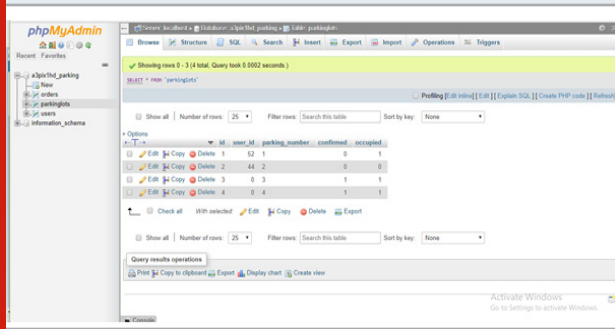 phpMyAdmin
Recent Favorites
a3pix1hd_parking
New
orders
parkinglots
users
information_schema
Server: localhost » Database: a3pix1hd_parking » Table: parkinglots
Browse Structure SQL Search Insert Export Import Privileges Operations Triggers
Showing rows 0 - 3 (4 total, Query took 0.0002 seconds.)
SELECT * FROM `parkinglots`
Profiling [Edit inline] [ Edit ] [ Explain SQL ] [ Create PHP code ] [ Refresh
Show all Number of rows: 25 Filter rows: Search this table Sort by key: None
+ Options
id user_id parking_number confirmed occupied
Edit Copy Delete 1 52 1 0 1
Edit Copy Delete 2 44 2 0 0
Edit Copy Delete 3 0 3 1 1
Edit Copy Delete 4 0 4 1 1
Check all With selected: Edit Copy Delete Export
Show all Number of rows: 25 Filter rows: Search this table Sort by key: None
Query results operations
Print Copy to clipboard Export Display chart Create view
Activate Windows
Go to Settings to activate Windows.
Console